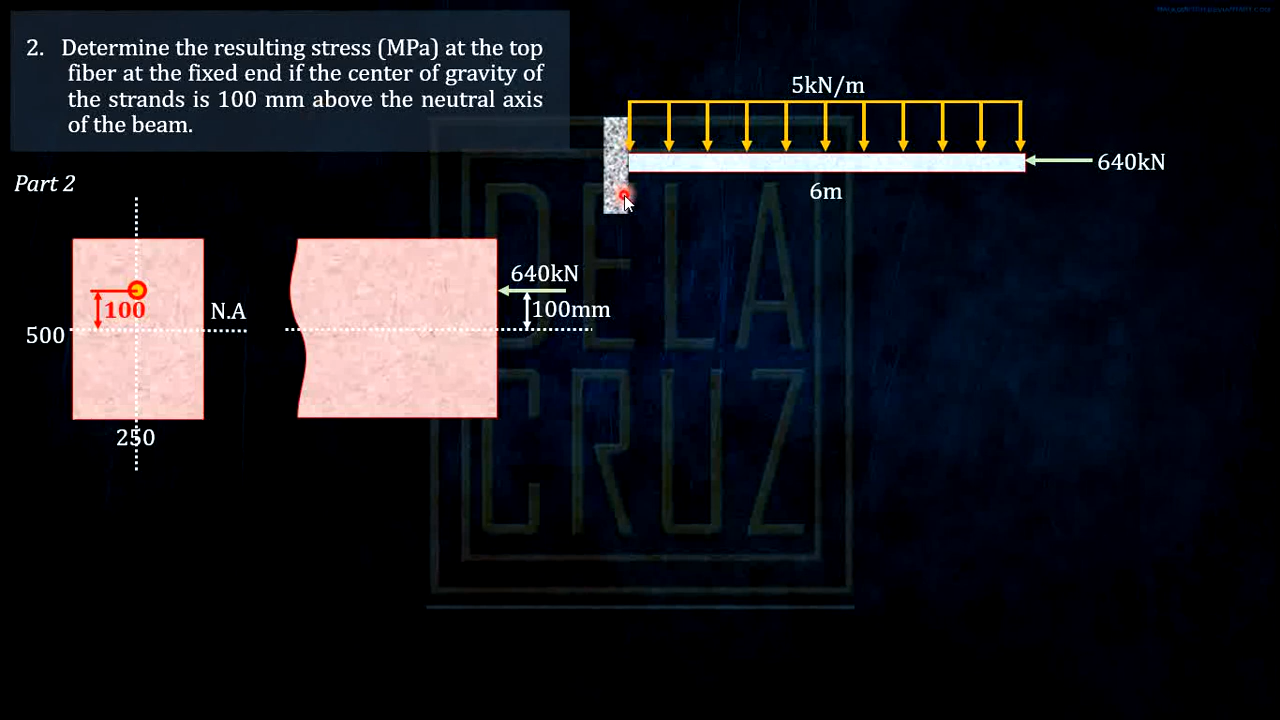 2. Determine the resulting stress (MPa) at the top
fiber at the fixed end if the center of gravity of
the strands is 100 mm above the neutral axis
of the beam.
5kN/m
640kN
6m
Part 2
640kN
100mm
100
N.A
500
250
DELA
CRUZ